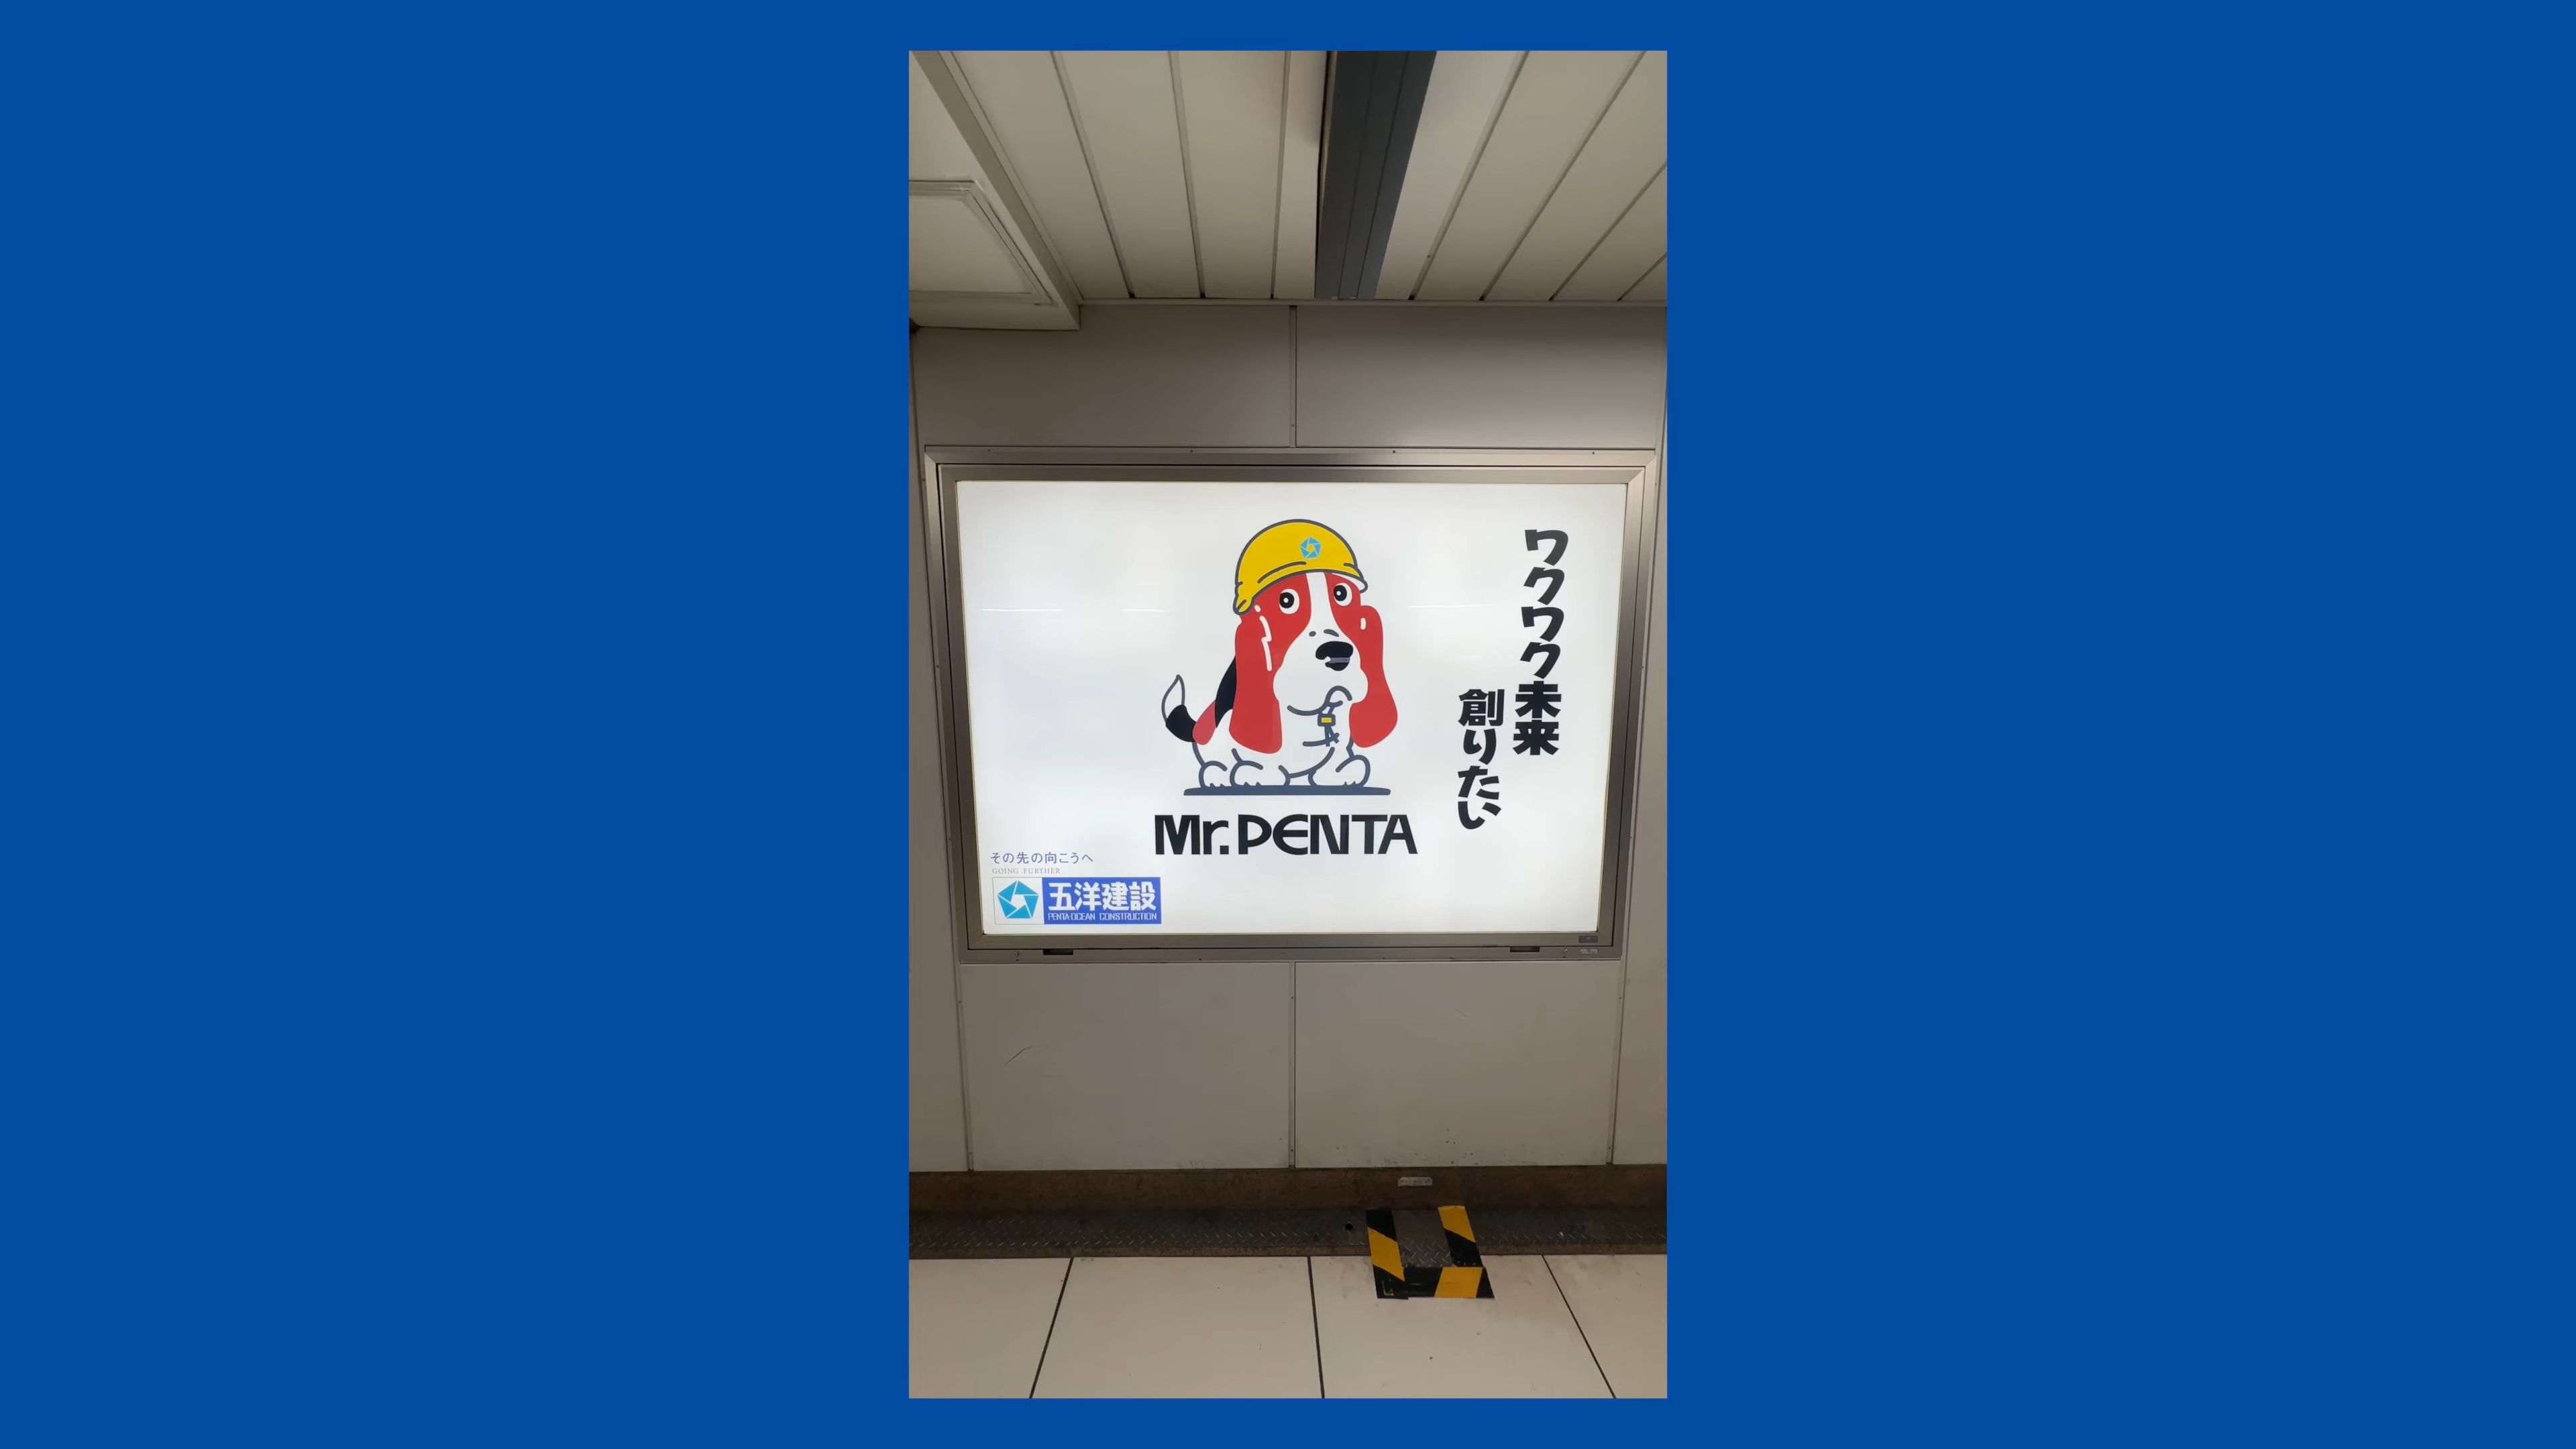 ワクワク未来
創りたい
Mr.PENTA
その先の向こうへ
GOING FURTHER
五洋建設
PENTA-OCEAN CONSTRUCTION